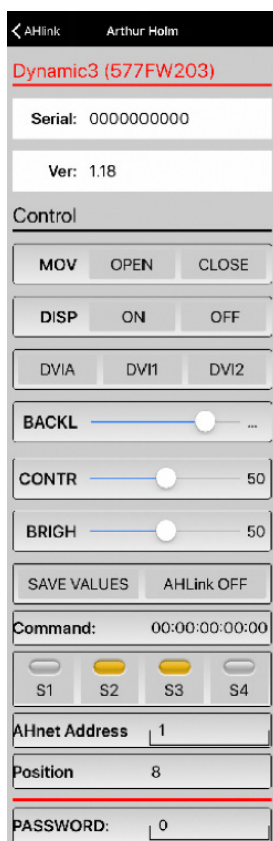 AHlink Arthur Holm
Dynamic3 (577FW203)
Serial: 0000000000
Ver: 1.18
Control
MOV OPEN CLOSE
DISP ON OFF
DVIA DVI1 DVI2
BACKL ...
CONTR 50
BRIGH 50
SAVE VALUES AHLink OFF
Command: 00:00:00:00:00
S1 S2 S3 S4
AHnet Address 1
Position 8
PASSWORD: 0